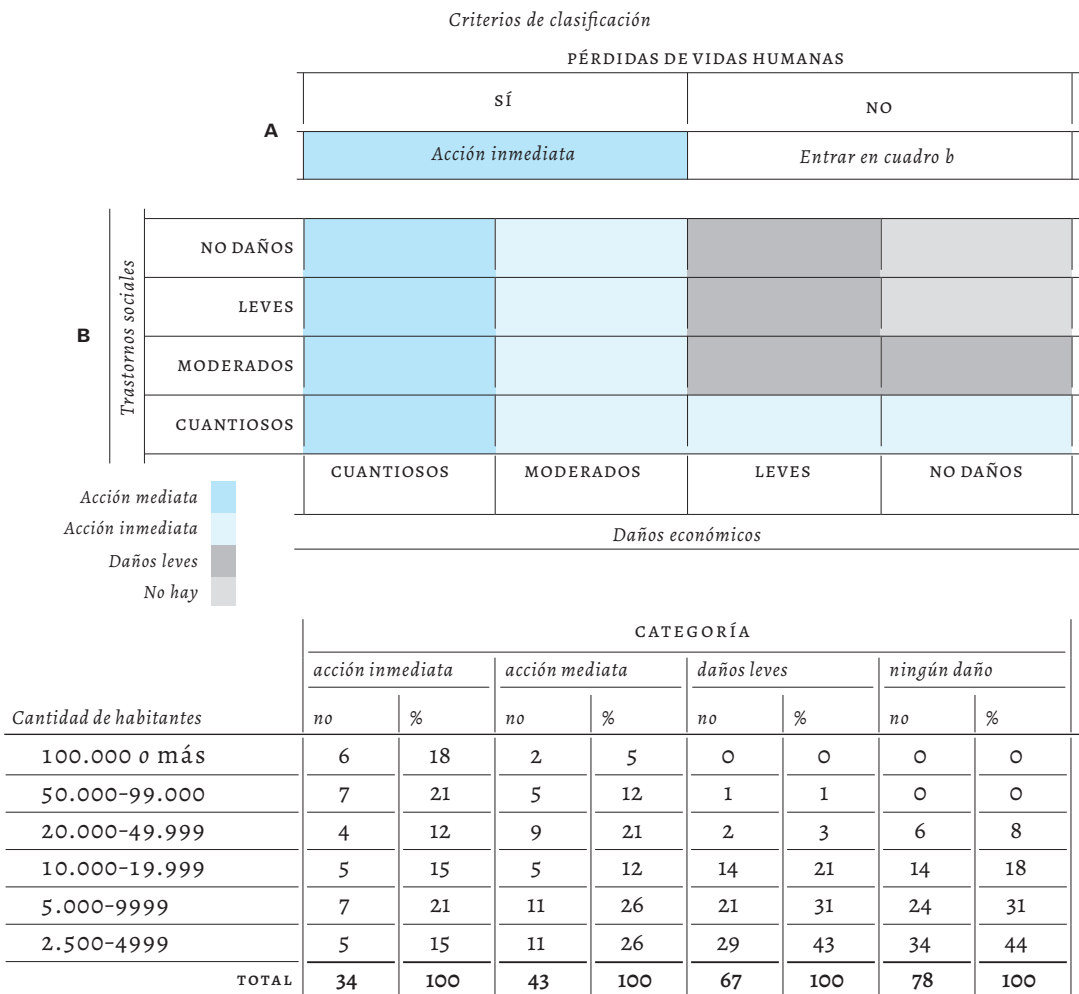 Criterios de clasificación
PÉRDIDAS DE VIDAS HUMANAS
SÍ NO
A
Acción inmediata Entrar en cuadro b
B
Trastornos sociales
NO DAÑOS
LEVES
MODERADOS
CUANTIOSOS
CUANTIOSOS MODERADOS LEVES NO DAÑOS
Daños económicos
Acción mediata
Acción inmediata
Daños leves
No hay
CATEGORÍA
acción inmediata acción mediata daños leves ningún daño
Cantidad de habitantes no % no % no % no %
100.000 o más 6 18 2 5 0 0 0 0
50.000-99.000 7 21 5 12 1 1 0 0
20.000-49.999 4 12 9 21 2 3 6 8
10.000-19.999 5 15 5 12 14 21 14 18
5.000-9999 7 21 11 26 21 31 24 31
2.500-4999 5 15 11 26 29 43 34 44
TOTAL 34 100 43 100 67 100 78 100